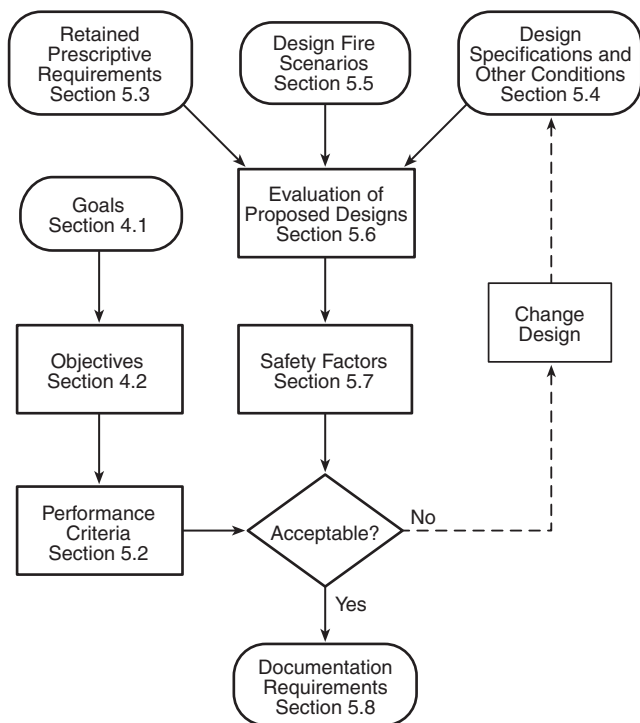 Retained
Prescriptive
Requirements
Section 5.3
Design Fire
Scenarios
Section 5.5
Design
Specifications and
Other Conditions
Section 5.4
Goals
Section 4.1
Evaluation of
Proposed Designs
Section 5.6
Change
Design
Objectives
Section 4.2
Safety Factors
Section 5.7
Performance
Criteria
Section 5.2
Acceptable?
No
Yes
Documentation
Requirements
Section 5.8